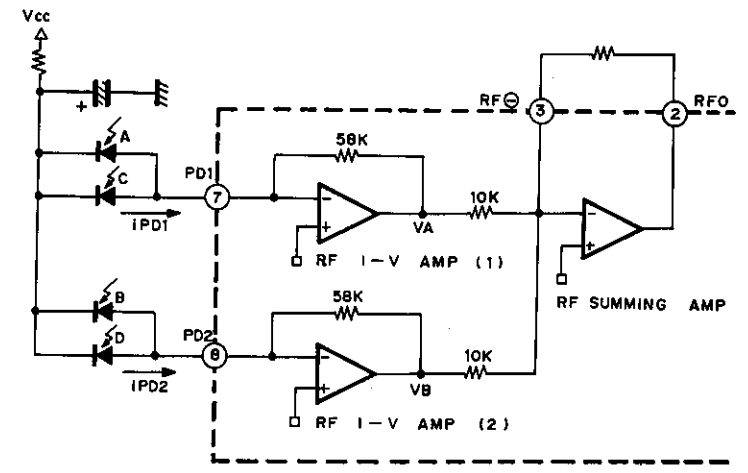 Vcc
+
A
C
PD1
7
iPD1
58K
-
+
VA
10K
RF I-V AMP (1)
RF⊖
3
2
RFO
-
+
RF SUMMING AMP
B
D
PD2
8
iPD2
58K
-
+
VB
10K
RF I-V AMP (2)